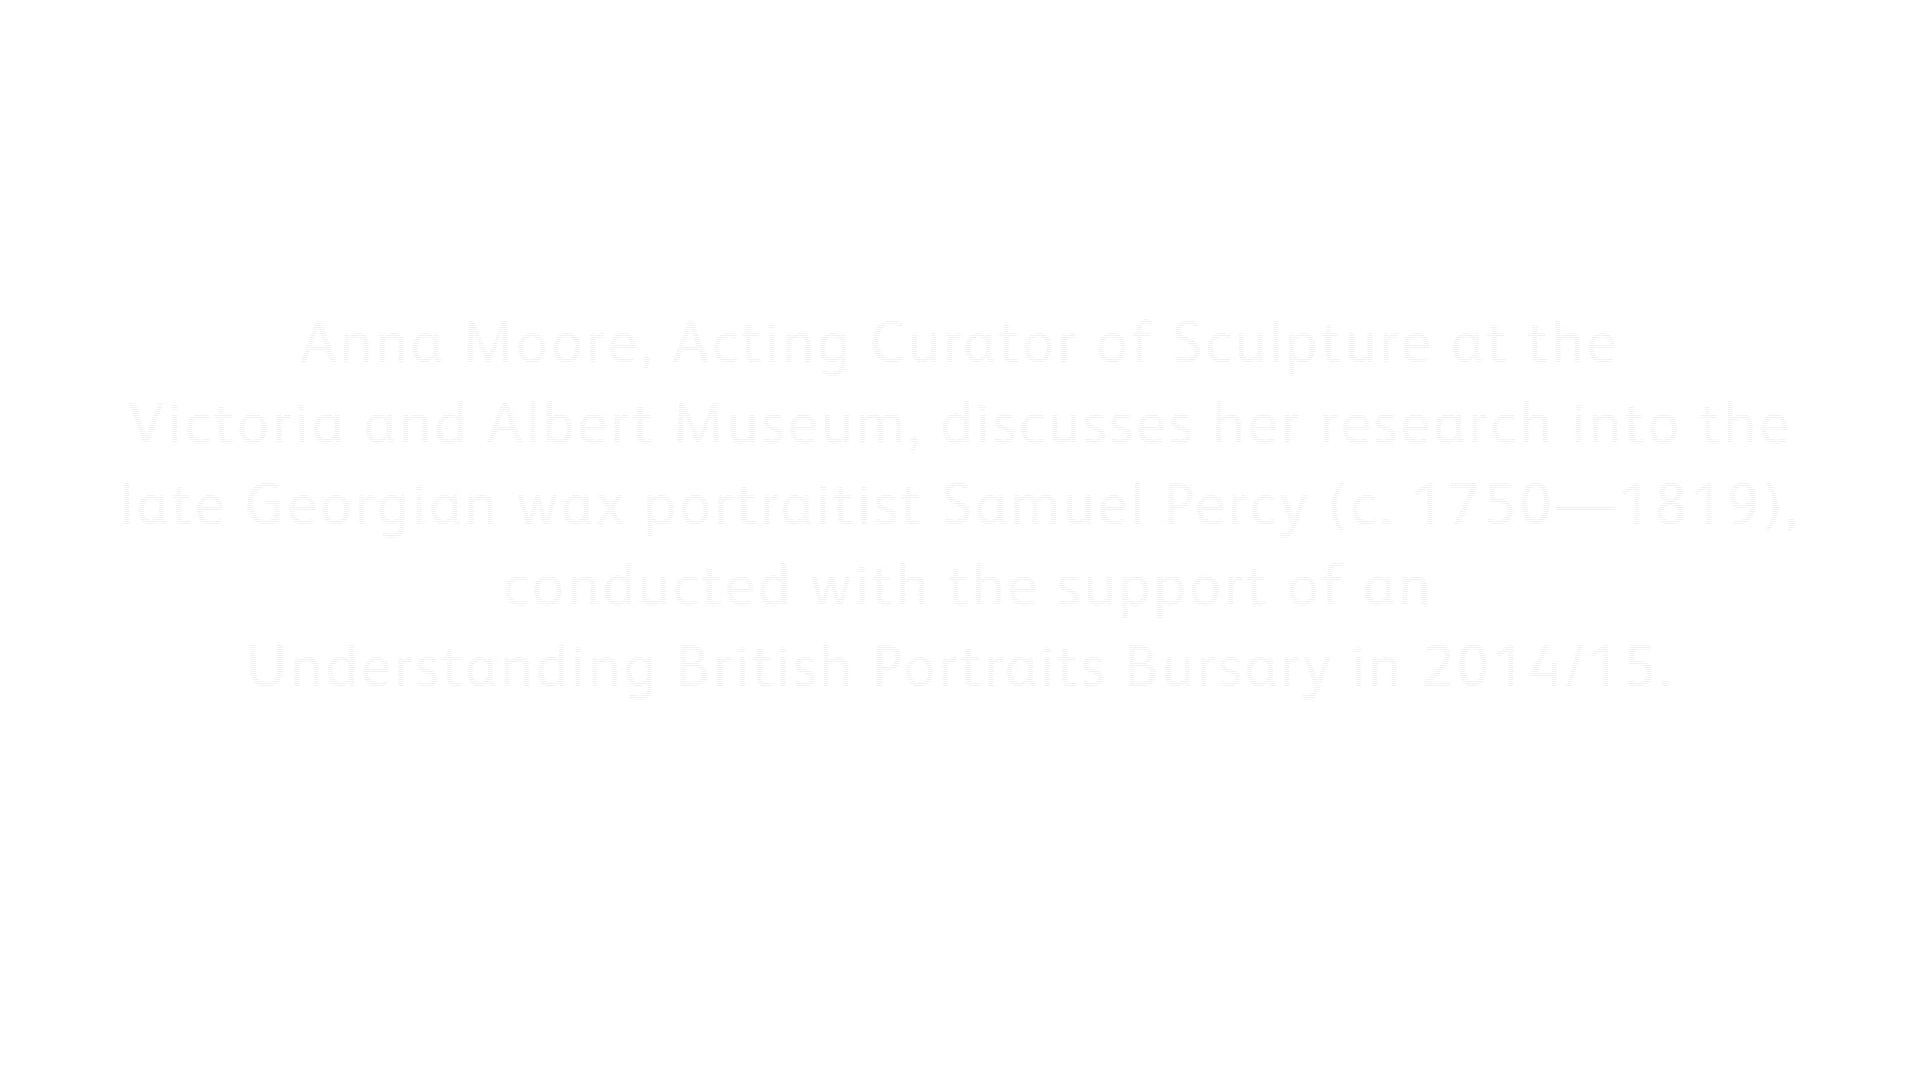 Anna Moore, Acting Curator of Sculpture at the
Victoria and Albert Museum, discusses her research into the
late Georgian wax portraitist Samuel Percy (c. 1750—1819),
conducted with the support of an
Understanding British Portraits Bursary in 2014/15.